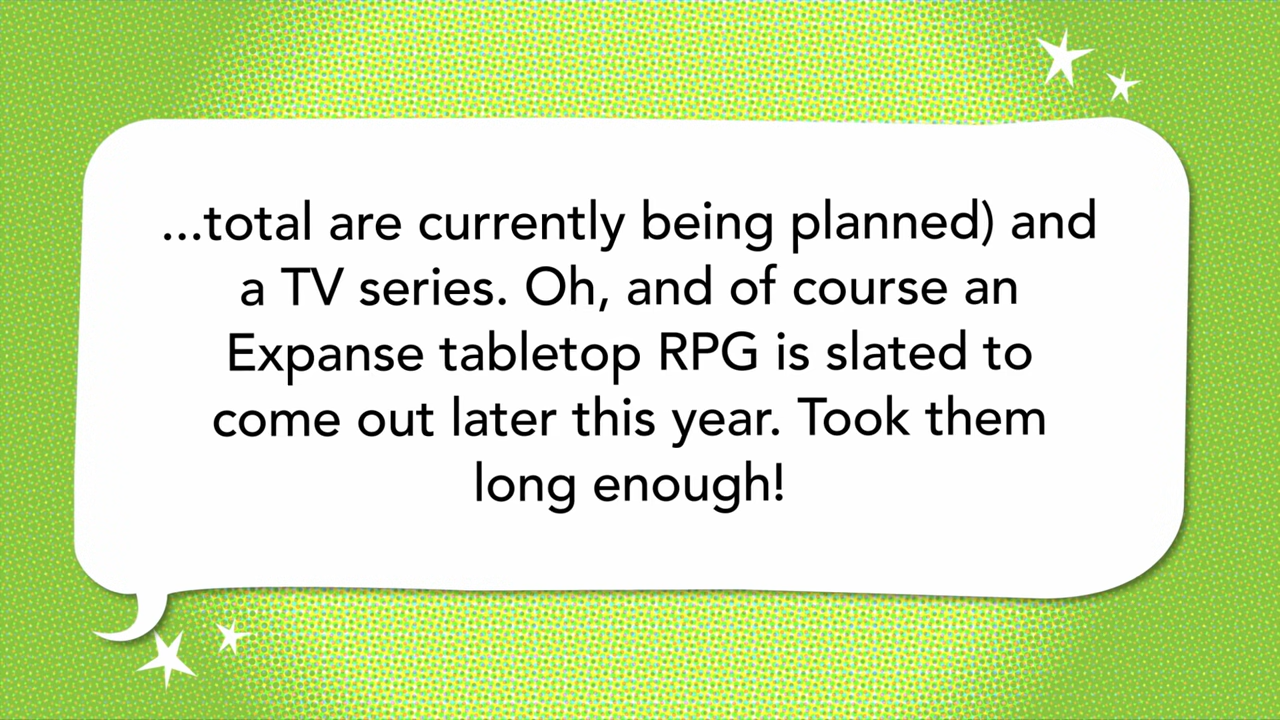 ...total are currently being planned) and
a TV series. Oh, and of course an
Expanse tabletop RPG is slated to
come out later this year. Took them
long enough!